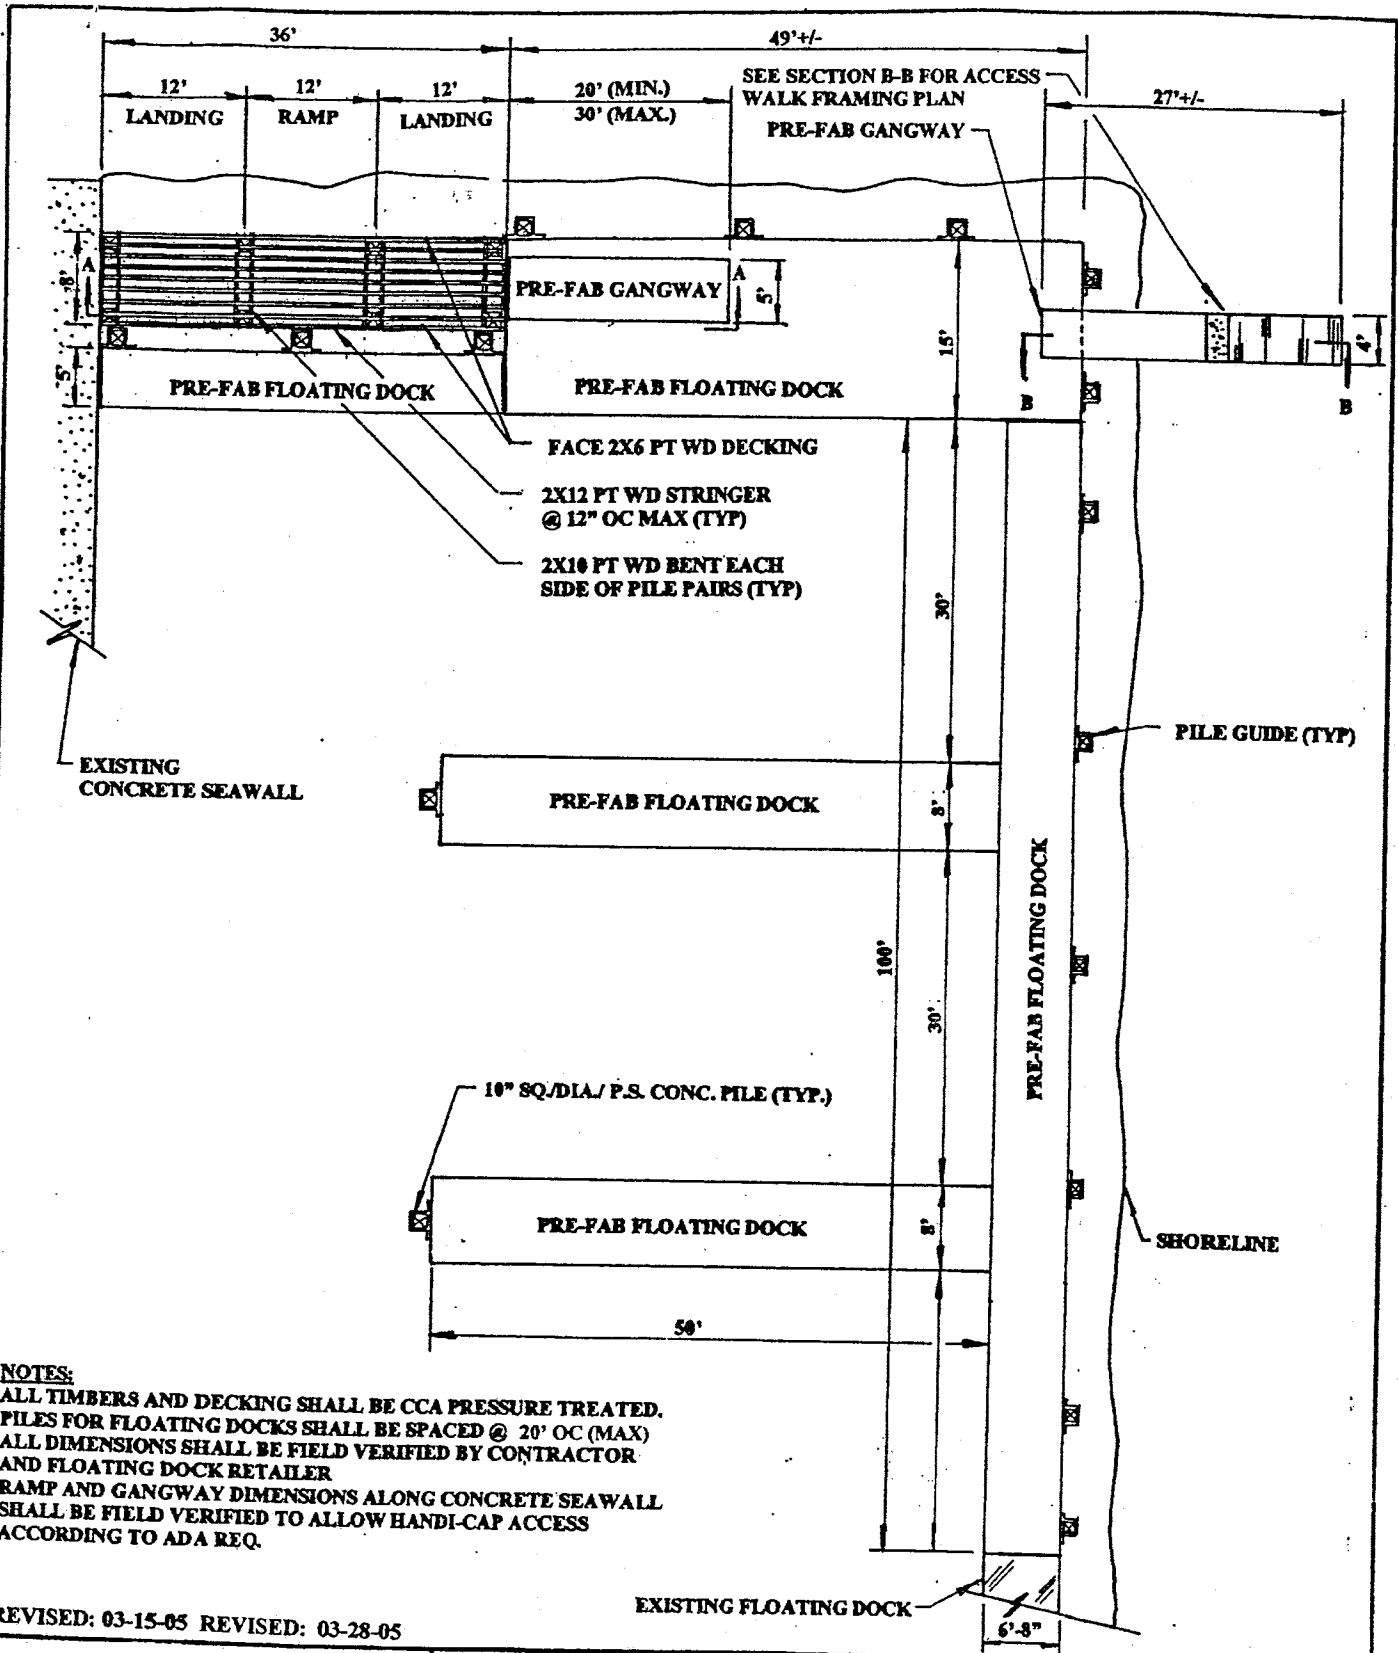 36'
49'+/-
12'
LANDING
12'
RAMP
12'
LANDING
20' (MIN.)
30' (MAX.)
SEE SECTION B-B FOR ACCESS
WALK FRAMING PLAN
PRE-FAB GANGWAY
27'+/-
A
8'
5'
PRE-FAB GANGWAY
A
5'
15'
4'
B
B
PRE-FAB FLOATING DOCK
PRE-FAB FLOATING DOCK
FACE 2X6 PT WD DECKING
2X12 PT WD STRINGER
@ 12" OC MAX (TYP)
2X10 PT WD BENT EACH
SIDE OF PILE PAIRS (TYP)
30'
EXISTING
CONCRETE SEAWALL
PILE GUIDE (TYP)
PRE-FAB FLOATING DOCK
8'
PRE-FAB FLOATING DOCK
100'
30'
10" SQ./DIA./ P.S. CONC. PILE (TYP.)
PRE-FAB FLOATING DOCK
8'
SHORELINE
50'
NOTES:
ALL TIMBERS AND DECKING SHALL BE CCA PRESSURE TREATED.
PILES FOR FLOATING DOCKS SHALL BE SPACED @ 20' OC (MAX)
ALL DIMENSIONS SHALL BE FIELD VERIFIED BY CONTRACTOR
AND FLOATING DOCK RETAILER
RAMP AND GANGWAY DIMENSIONS ALONG CONCRETE SEAWALL
SHALL BE FIELD VERIFIED TO ALLOW HANDI-CAP ACCESS
ACCORDING TO ADA REQ.
EXISTING FLOATING DOCK
6'-8"
REVISED: 03-15-05 REVISED: 03-28-05